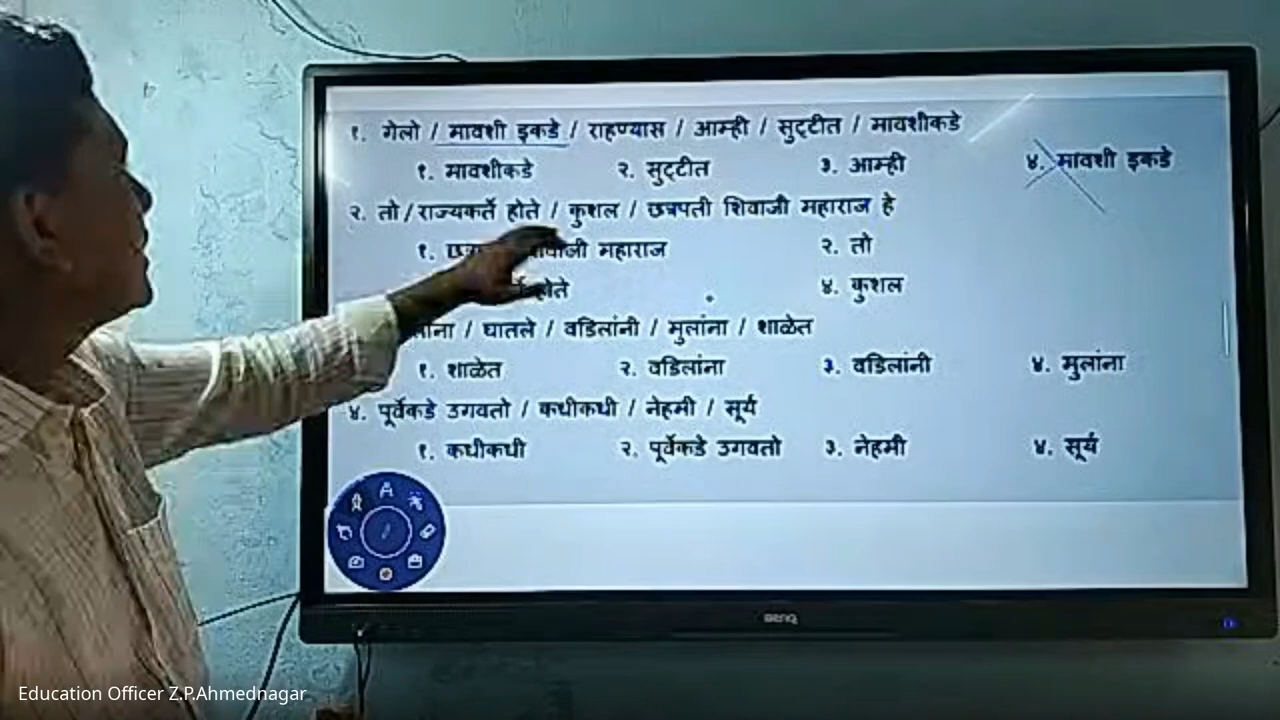 १. गेलो / मावशी इकडे / राहण्यास / आम्ही / सुट्टीत / मावशीकडे
१. मावशीकडे २. सुट्टीत ३. आम्ही ४. मावशी इकडे
२. तो / राज्यकर्ते होते / कुशल / छत्रपती शिवाजी महाराज हे
१. महाराज २. तो
होते ४. कुशल
/ घातले / वडिलांनी / मुलांना / शाळेत
१. शाळेत २. वडिलांना ३. वडिलांनी ४. मुलांना
४. पूर्वेकडे उगवतो / कधीकधी / नेहमी / सूर्य
१. कधीकधी २. पूर्वेकडे उगवतो ३. नेहमी ४. सूर्य
BENQ
Education Officer Z.P.Ahmednagar